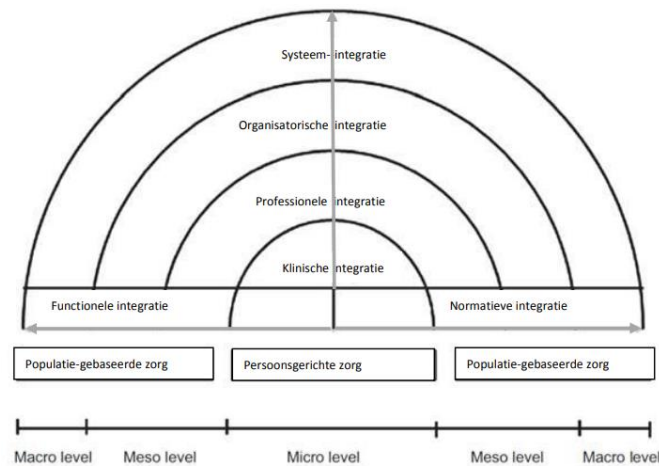 Systeem- integratie
Organisatorische integratie
Professionele integratie
Klinische integratie
Functionele integratie Normatieve integratie
Populatie-gebaseerde zorg Persoonsgerichte zorg Populatie-gebaseerde zorg
Macro level Meso level Micro level Meso level Macro level